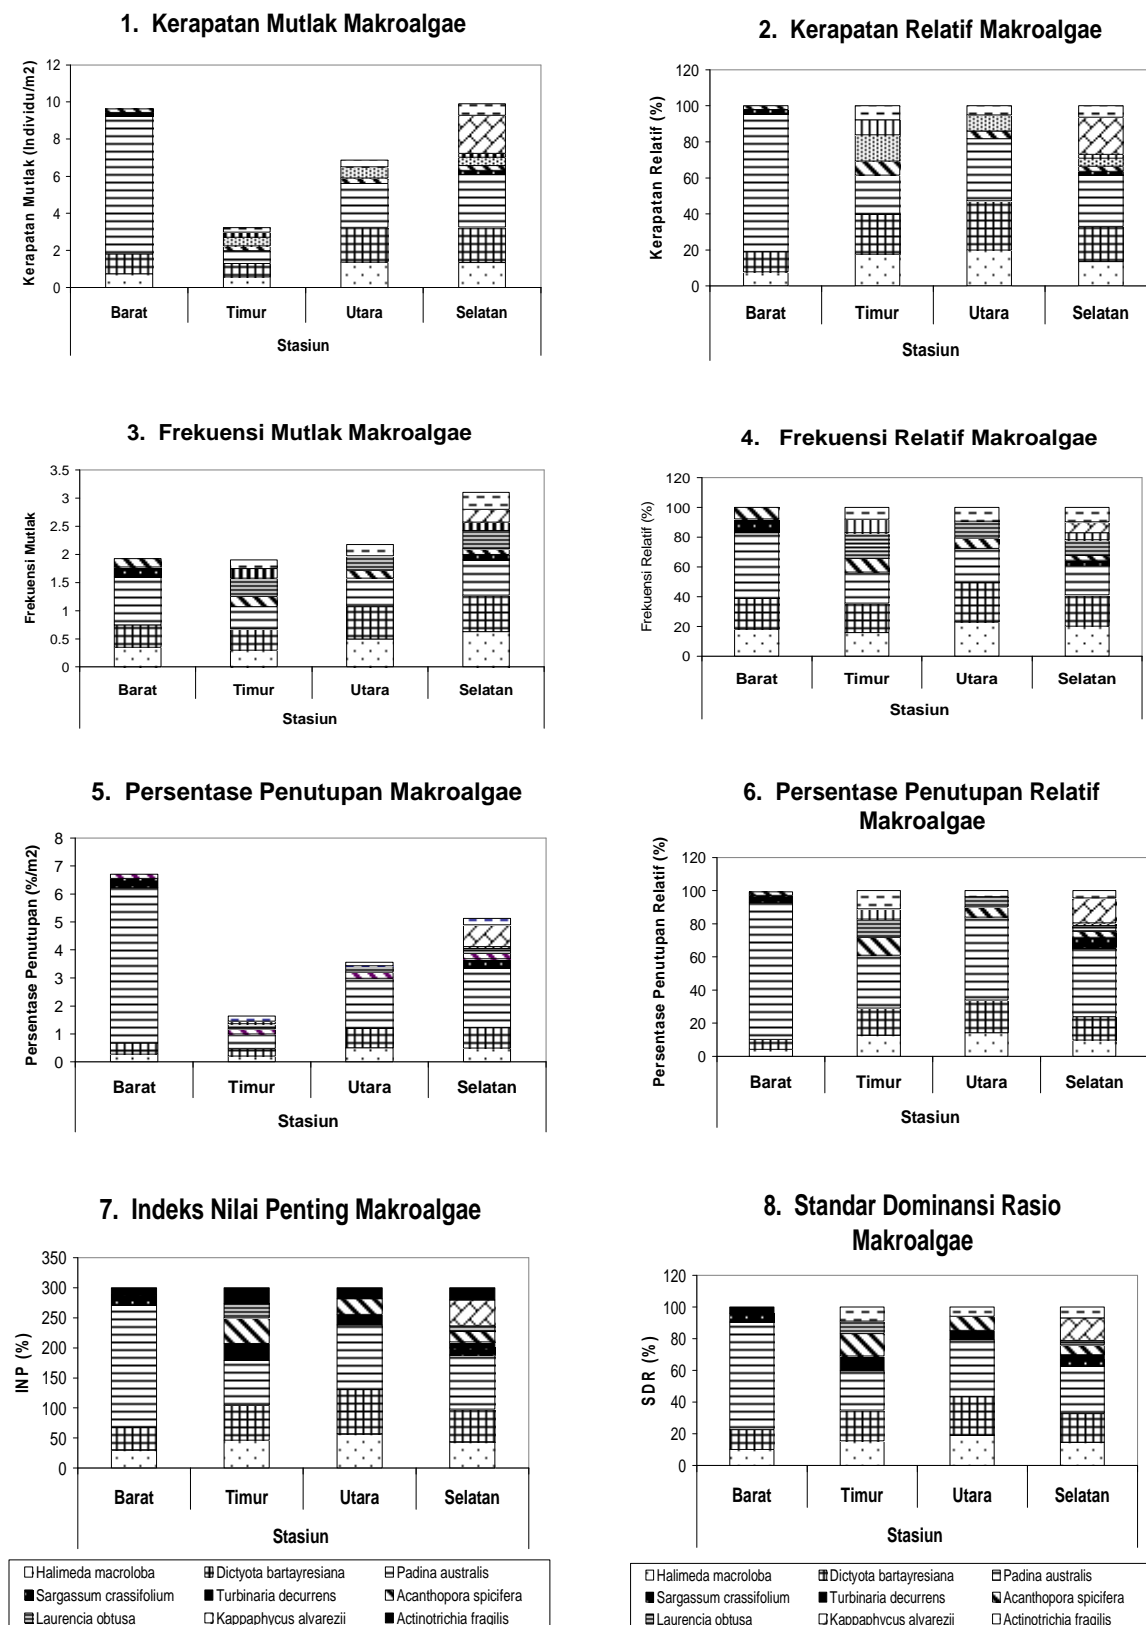 1. Kerapatan Mutlak Makroalgae
Kerapatan Mutlak (Individu/m2)
12
10
8
6
4
2
0
Barat Timur Utara Selatan
Stasiun
2. Kerapatan Relatif Makroalgae
Kerapatan Relatif (%)
120
100
80
60
40
20
0
Barat Timur Utara Selatan
Stasiun
3. Frekuensi Mutlak Makroalgae
Frekuensi Mutlak
3.5
3
2.5
2
1.5
1
0.5
0
Barat Timur Utara Selatan
Stasiun
4. Frekuensi Relatif Makroalgae
Frekuensi Relatif (%)
120
100
80
60
40
20
0
Barat Timur Utara Selatan
Stasiun
5. Persentase Penutupan Makroalgae
Persentase Penutupan (%/m2)
8
7
6
5
4
3
2
1
0
Barat Timur Utara Selatan
Stasiun
6. Persentase Penutupan Relatif
Makroalgae
Persentase Penutupan Relatif (%)
120
100
80
60
40
20
0
Barat Timur Utara Selatan
Stasiun
7. Indeks Nilai Penting Makroalgae
INP (%)
350
300
250
200
150
100
50
0
Barat Timur Utara Selatan
Stasiun
Halimeda macroloba Dictyota bartayresiana Padina australis
Sargassum crassifolium Turbinaria decurrens Acanthopora spicifera
Laurencia obtusa Kappaphycus alvarezii Actinotrichia fragilis
8. Standar Dominansi Rasio
Makroalgae
SDR (%)
120
100
80
60
40
20
0
Barat Timur Utara Selatan
Stasiun
Halimeda macroloba Dictyota bartayresiana Padina australis
Sargassum crassifolium Turbinaria decurrens Acanthopora spicifera
Laurencia obtusa Kappaphycus alvarezii Actinotrichia fragilis